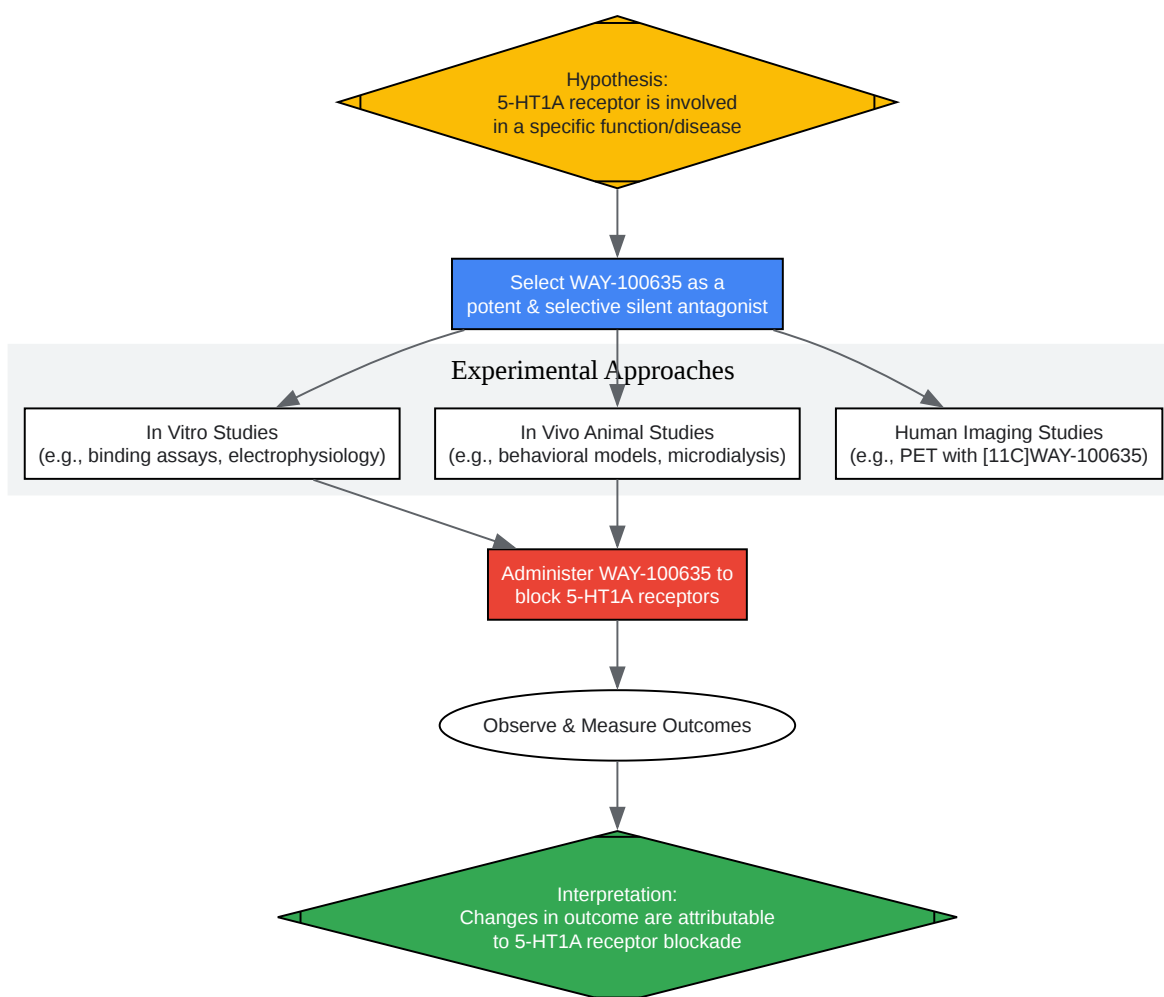 Hypothesis:
5-HT1A receptor is involved
in a specific function/disease
Select WAY-100635 as a
potent & selective silent antagonist
Experimental Approaches
In Vitro Studies
(e.g., binding assays, electrophysiology)
In Vivo Animal Studies
(e.g., behavioral models, microdialysis)
Human Imaging Studies
(e.g., PET with [11C]WAY-100635)
Administer WAY-100635 to
block 5-HT1A receptors
Observe & Measure Outcomes
Interpretation:
Changes in outcome are attributable
to 5-HT1A receptor blockade